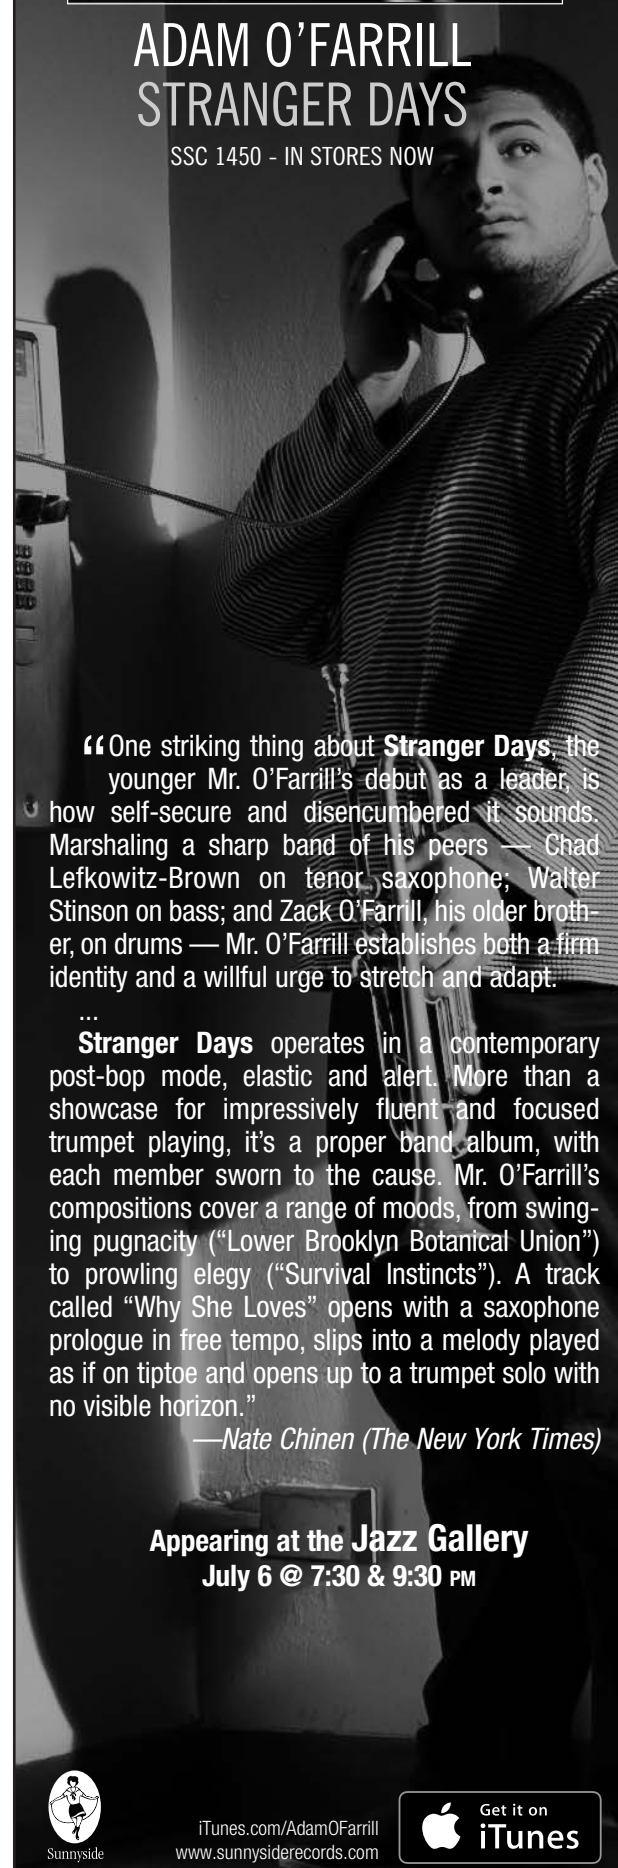 ADAM O’FARRILL
STRANGER DAYS
SSC 1450 - IN STORES NOW
“One striking thing about Stranger Days, the
younger Mr. O’Farrill’s debut as a leader, is
how self-secure and disencumbered it sounds.
Marshaling a sharp band of his peers — Chad
Lefkowitz-Brown on tenor saxophone; Walter
Stinson on bass; and Zack O’Farrill, his older broth-
er, on drums — Mr. O’Farrill establishes both a firm
identity and a willful urge to stretch and adapt.
...
Stranger Days operates in a contemporary
post-bop mode, elastic and alert. More than a
showcase for impressively fluent and focused
trumpet playing, it’s a proper band album, with
each member sworn to the cause. Mr. O’Farrill’s
compositions cover a range of moods, from swing-
ing pugnacity (“Lower Brooklyn Botanical Union”)
to prowling elegy (“Survival Instincts”). A track
called “Why She Loves” opens with a saxophone
prologue in free tempo, slips into a melody played
as if on tiptoe and opens up to a trumpet solo with
no visible horizon.”
—Nate Chinen (The New York Times)
Appearing at the Jazz Gallery
July 6 @ 7:30 & 9:30 PM
Sunnyside
iTunes.com/AdamOFarrill
www.sunnysiderecords.com
Get it on
iTunes